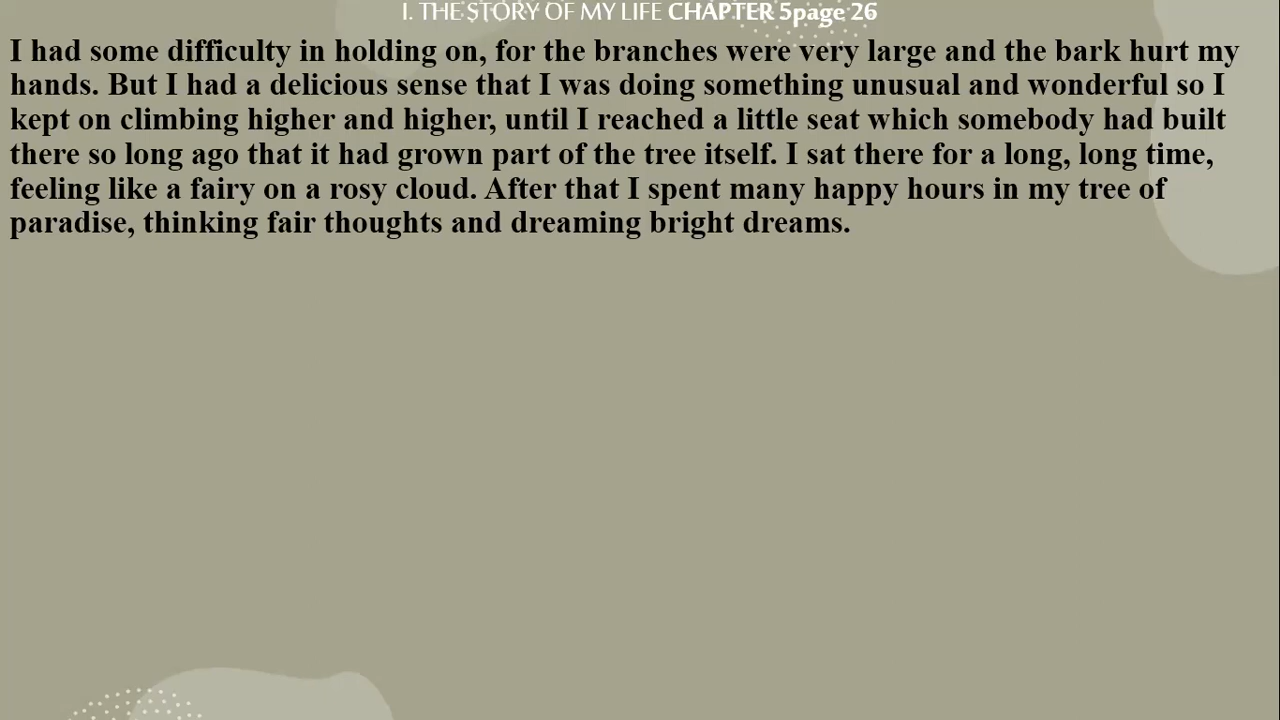 I. THE STORY OF MY LIFE CHAPTER 5page 26
I had some difficulty in holding on, for the branches were very large and the bark hurt my
hands. But I had a delicious sense that I was doing something unusual and wonderful so I
kept on climbing higher and higher, until I reached a little seat which somebody had built
there so long ago that it had grown part of the tree itself. I sat there for a long, long time,
feeling like a fairy on a rosy cloud. After that I spent many happy hours in my tree of
paradise, thinking fair thoughts and dreaming bright dreams.